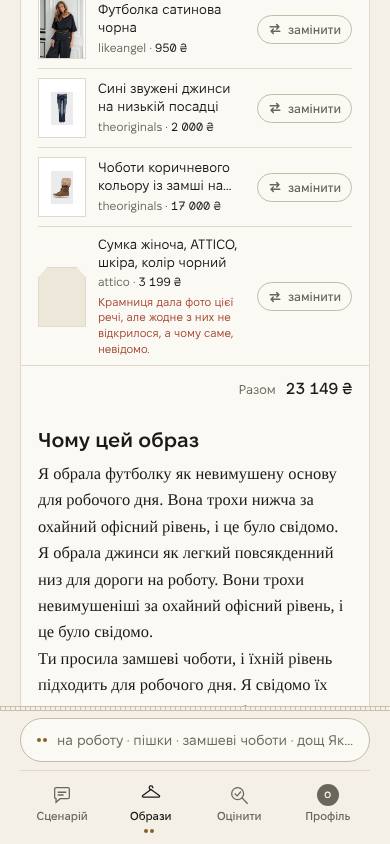 Футболка сатинова
чорна
likeangel · 950 ₴
замінити
Сині звужені джинси
на низькій посадці
theoriginals · 2 000 ₴
замінити
Чоботи коричневого
кольору із замші на...
theoriginals · 17 000 ₴
замінити
Сумка жіноча, ATTICO,
шкіра, колір чорний
attico · 3 199 ₴
Крамниця дала фото цієї
речі, але жодне з них не
відкрилося, а чому саме,
невідомо.
замінити
Разом 23 149 ₴
Чому цей образ
Я обрала футболку як невимушену основу
для робочого дня. Вона трохи нижча за
охайний офісний рівень, і це було свідомо.
Я обрала джинси як легкий повсякденний
низ для дороги на роботу. Вони трохи
невимушеніші за охайний офісний рівень, і
це було свідомо.
Ти просила замшеві чоботи, і їхній рівень
підходить для робочого дня. Я свідомо їх
на роботу · пішки · замшеві чоботи · дощ Як...
Сценарій
Образи
Оцінити
О
Профіль